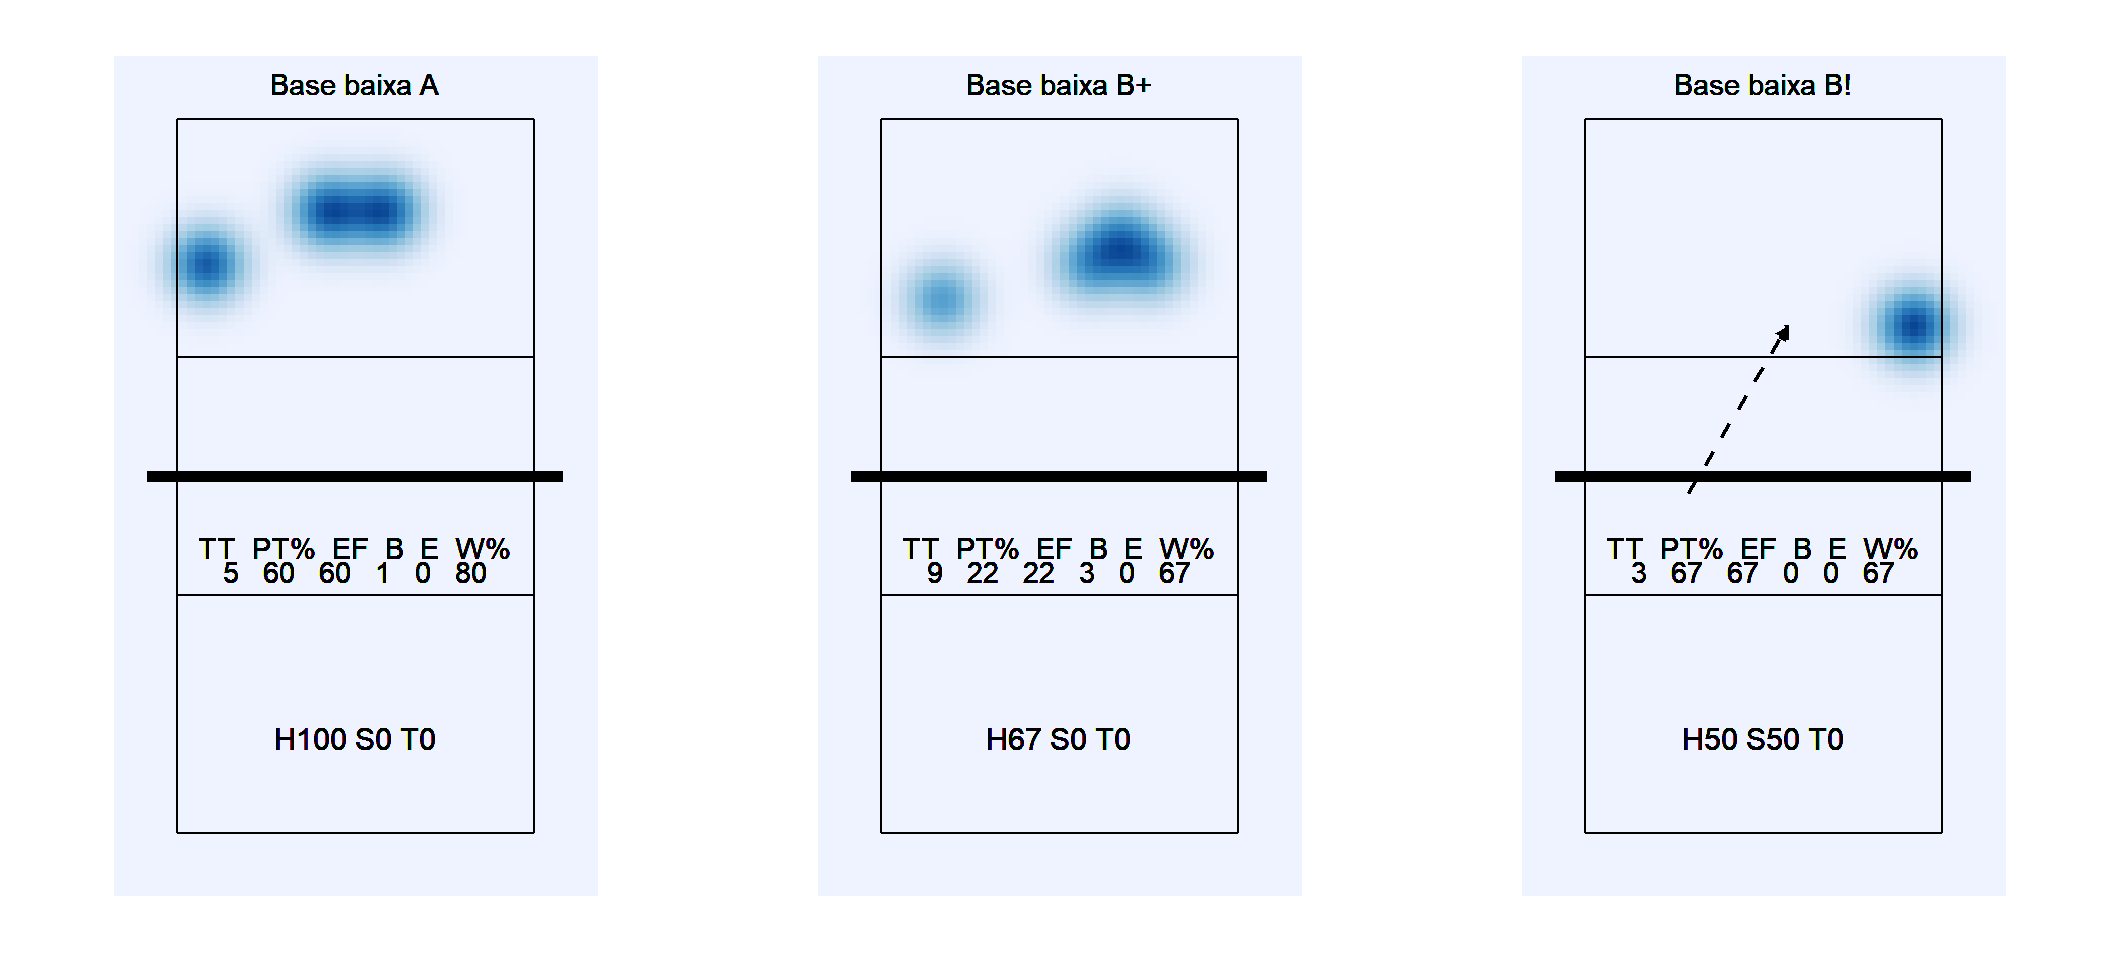 Base baixa A
TT PT% EF B E W%
5 60 60 1 0 80
H100 S0 T0
Base baixa B+
TT PT% EF B E W%
9 22 22 3 0 67
H67 S0 T0
Base baixa B!
TT PT% EF B E W%
3 67 67 0 0 67
H50 S50 T0